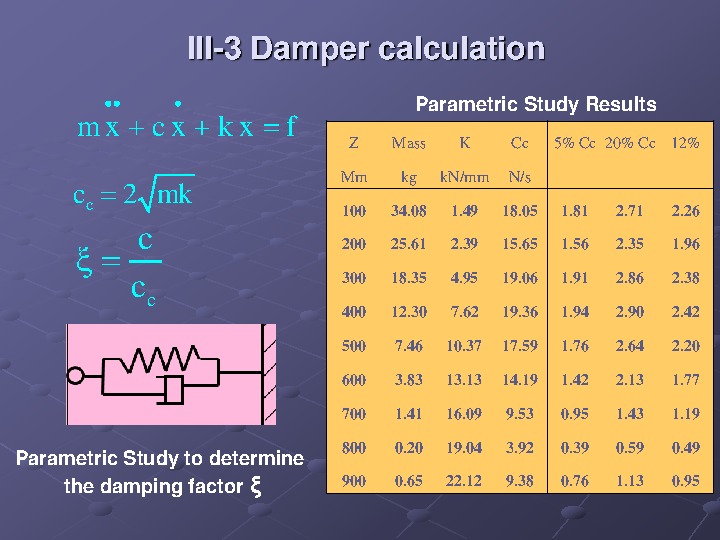 III-3 Damper calculation
m ẍ + c ẋ + k x = f
c_c = 2 √mk
ξ = c / c_c
Parametric Study to determine
the damping factor ξ
Parametric Study Results
Z Mass K Cc 5% Cc 20% Cc 12%
Mm kg kN/mm N/s
100 34.08 1.49 18.05 1.81 2.71 2.26
200 25.61 2.39 15.65 1.56 2.35 1.96
300 18.35 4.95 19.06 1.91 2.86 2.38
400 12.30 7.62 19.36 1.94 2.90 2.42
500 7.46 10.37 17.59 1.76 2.64 2.20
600 3.83 13.13 14.19 1.42 2.13 1.77
700 1.41 16.09 9.53 0.95 1.43 1.19
800 0.20 19.04 3.92 0.39 0.59 0.49
900 0.65 22.12 9.38 0.76 1.13 0.95